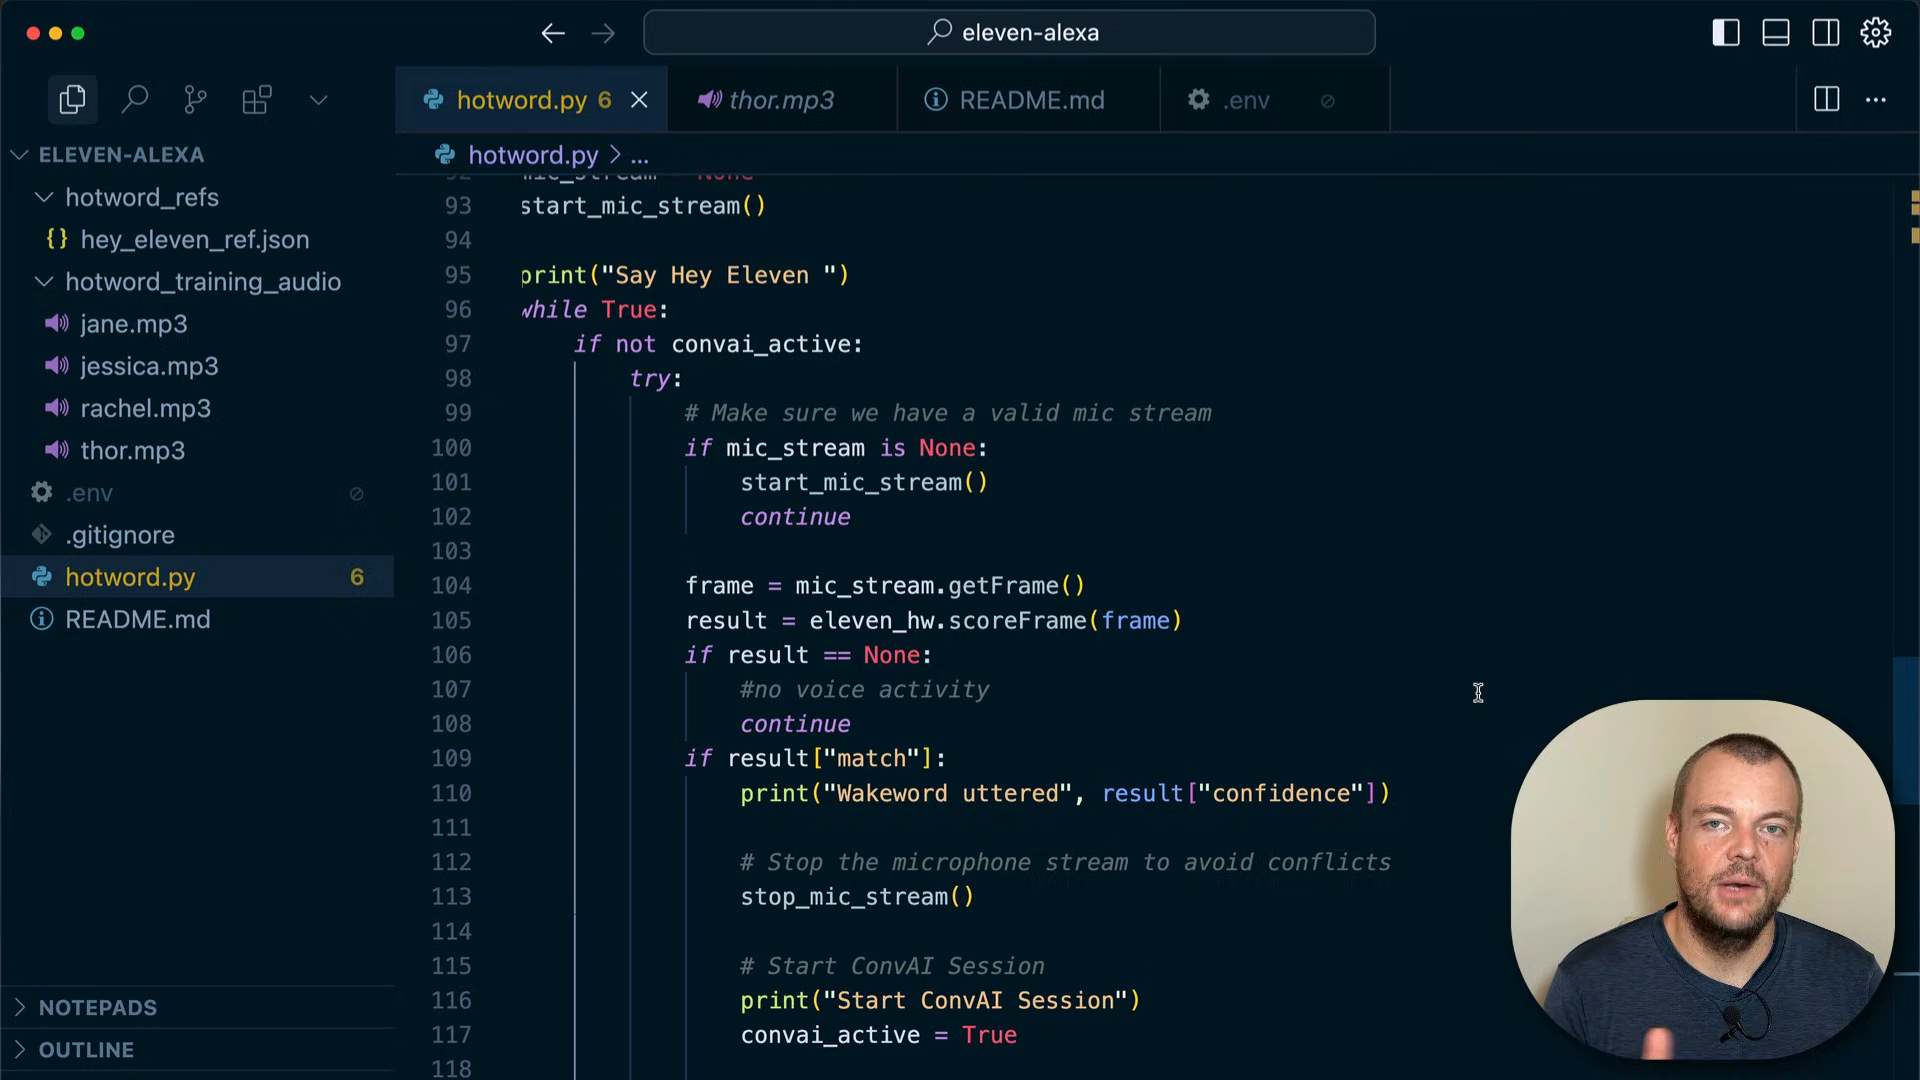 eleven-alexa
hotword.py 6
thor.mp3
README.md
.env
ELEVEN-ALEXA
hotword_refs
{} hey_eleven_ref.json
hotword_training_audio
jane.mp3
jessica.mp3
rachel.mp3
thor.mp3
.env
.gitignore
hotword.py 6
README.md
NOTEPADS
OUTLINE
hotword.py > ...
92 mic_stream = None
93 start_mic_stream()
94
95 print("Say Hey Eleven ")
96 while True:
97 if not convai_active:
98 try:
99 # Make sure we have a valid mic stream
100 if mic_stream is None:
101 start_mic_stream()
102 continue
103
104 frame = mic_stream.getFrame()
105 result = eleven_hw.scoreFrame(frame)
106 if result == None:
107 #no voice activity
108 continue
109 if result["match"]:
110 print("Wakeword uttered", result["confidence"])
111
112 # Stop the microphone stream to avoid conflicts
113 stop_mic_stream()
114
115 # Start ConvAI Session
116 print("Start ConvAI Session")
117 convai_active = True
118